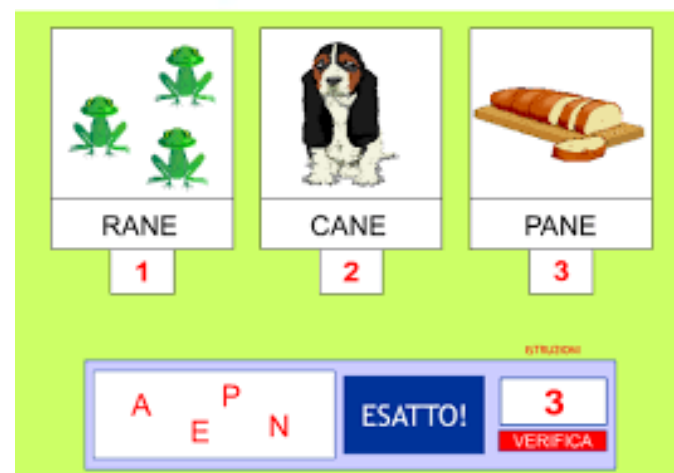 RANE CANE PANE
1 2 3
ISTRUZIONI
A E P N
ESATTO!
3
VERIFICA